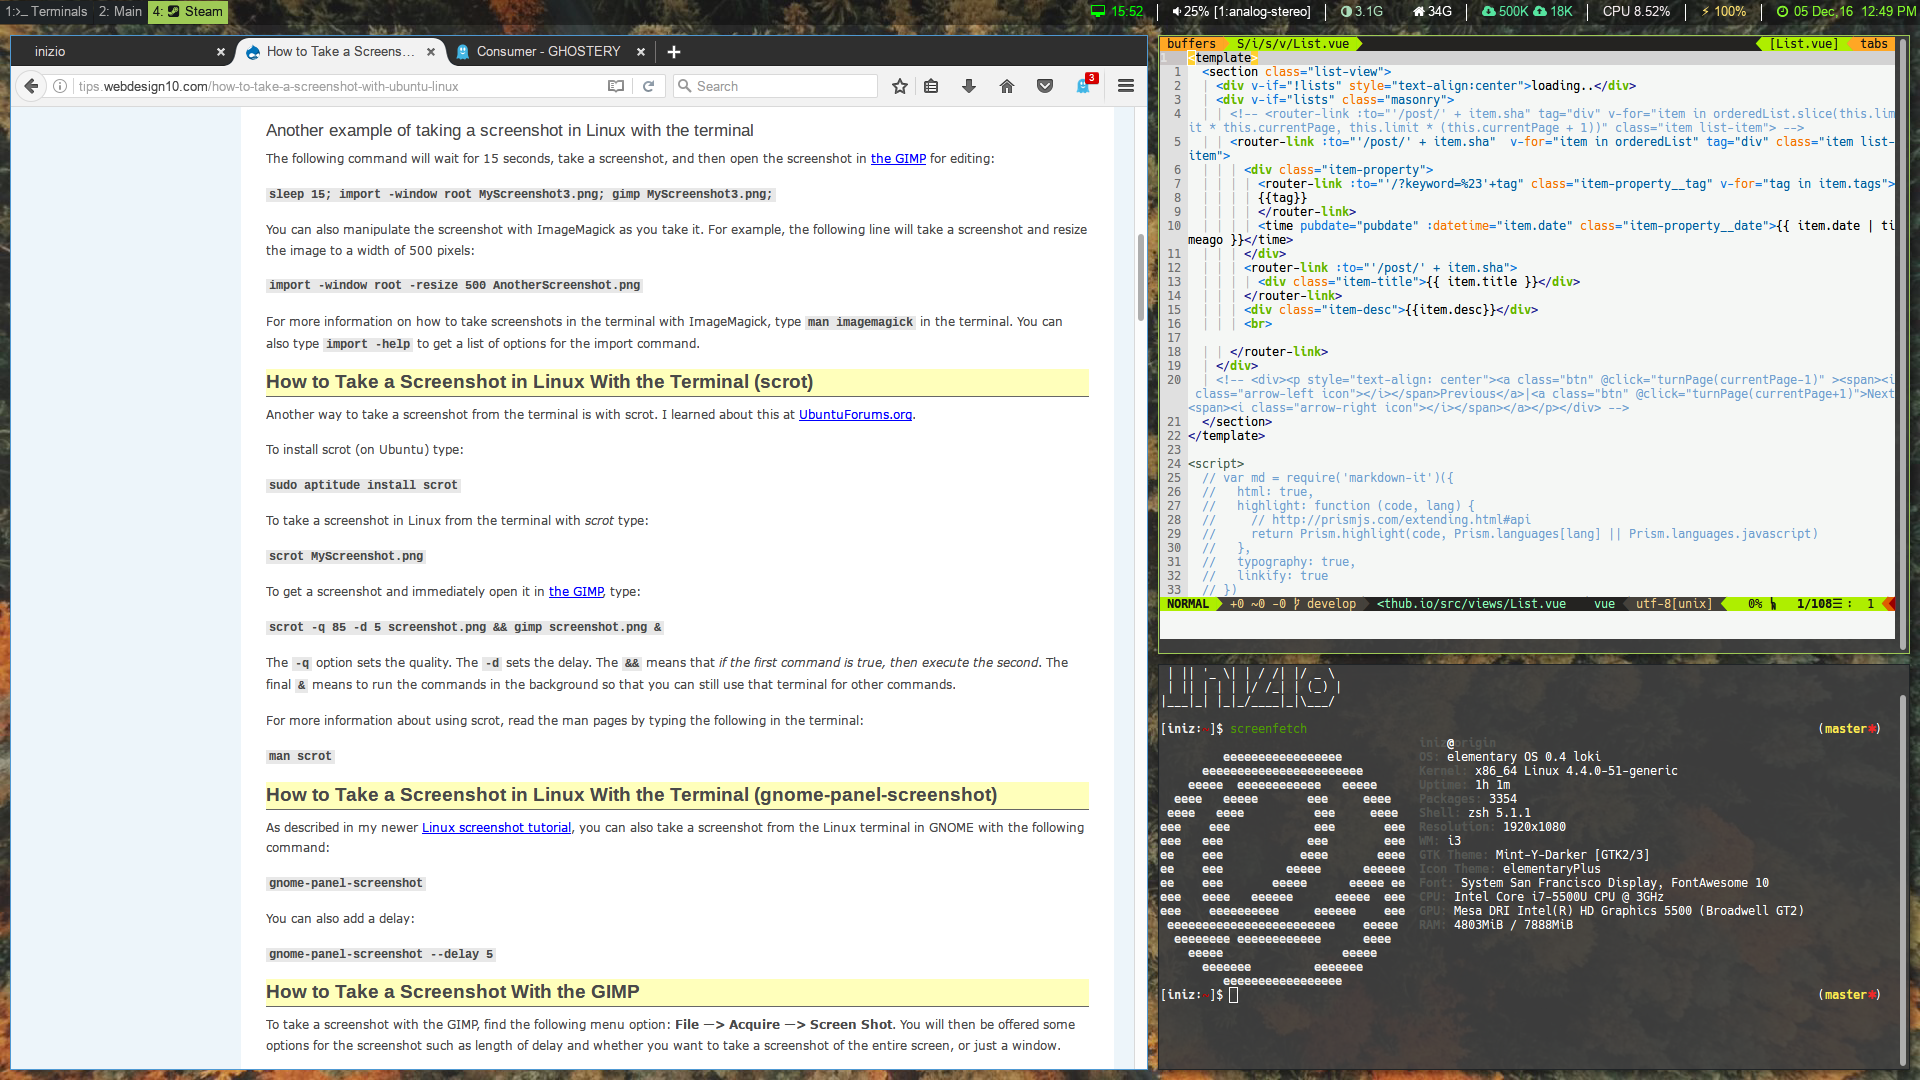 1:>_ Terminals 2: Main 4: Steam
15:52 25% [1:analog-stereo] 3.1G 34G 500K 18K CPU 8.52% 100% 05 Dec,16 12:49 PM
inizio
How to Take a Screens...
Consumer - GHOSTERY
tips.webdesign10.com/how-to-take-a-screenshot-with-ubuntu-linux
Search
3
Another example of taking a screenshot in Linux with the terminal
The following command will wait for 15 seconds, take a screenshot, and then open the screenshot in the GIMP for editing:
sleep 15; import -window root MyScreenshot3.png; gimp MyScreenshot3.png;
You can also manipulate the screenshot with ImageMagick as you take it. For example, the following line will take a screenshot and resize
the image to a width of 500 pixels:
import -window root -resize 500 AnotherScreenshot.png
For more information on how to take screenshots in the terminal with ImageMagick, type man imagemagick in the terminal. You can
also type import -help to get a list of options for the import command.
How to Take a Screenshot in Linux With the Terminal (scrot)
Another way to take a screenshot from the terminal is with scrot. I learned about this at UbuntuForums.org.
To install scrot (on Ubuntu) type:
sudo aptitude install scrot
To take a screenshot in Linux from the terminal with scrot type:
scrot MyScreenshot.png
To get a screenshot and immediately open it in the GIMP, type:
scrot -q 85 -d 5 screenshot.png && gimp screenshot.png &
The -q option sets the quality. The -d sets the delay. The && means that if the first command is true, then execute the second. The
final & means to run the commands in the background so that you can still use that terminal for other commands.
For more information about using scrot, read the man pages by typing the following in the terminal:
man scrot
How to Take a Screenshot in Linux With the Terminal (gnome-panel-screenshot)
As described in my newer Linux screenshot tutorial, you can also take a screenshot from the Linux terminal in GNOME with the following
command:
gnome-panel-screenshot
You can also add a delay:
gnome-panel-screenshot --delay 5
How to Take a Screenshot With the GIMP
To take a screenshot with the GIMP, find the following menu option: File —> Acquire —> Screen Shot. You will then be offered some
options for the screenshot such as length of delay and whether you want to take a screenshot of the entire screen, or just a window.
buffers S/i/s/v/List.vue [List.vue] tabs
1 <template>
1 <section class="list-view">
2 <div v-if="!lists" style="text-align:center">loading..</div>
3 <div v-if="lists" class="masonry">
4 <!-- <router-link :to="'/post/' + item.sha" tag="div" v-for="item in orderedList.slice(this.lim
it * this.currentPage, this.limit * (this.currentPage + 1))" class="item list-item"> -->
5 <router-link :to="'/post/' + item.sha"  v-for="item in orderedList" tag="div" class="item list-
item">
6 <div class="item-property">
7 <router-link :to="'/?keyword=%23'+tag" class="item-property__tag" v-for="tag in item.tags">
8 {{tag}}
9 </router-link>
10 <time pubdate="pubdate" :datetime="item.date" class="item-property__date">{{ item.date | ti
meago }}</time>
11 </div>
12 <router-link :to="'/post/' + item.sha">
13 <div class="item-title">{{ item.title }}</div>
14 </router-link>
15 <div class="item-desc">{{item.desc}}</div>
16 <br>
17
18 </router-link>
19 </div>
20 <!-- <div><p style="text-align: center"><a class="btn" @click="turnPage(currentPage-1)" ><span><i
class="arrow-left icon"></i></span>Previous</a>|<a class="btn" @click="turnPage(currentPage+1)">Next
<span><i class="arrow-right icon"></i></span></a></p></div> -->
21 </section>
22 </template>
23
24 <script>
25 // var md = require('markdown-it')({
26 //   html: true,
27 //   highlight: function (code, lang) {
28 //     // http://prismjs.com/extending.html#api
29 //     return Prism.highlight(code, Prism.languages[lang] || Prism.languages.javascript)
30 //   },
31 //   typography: true,
32 //   linkify: true
33 // })
NORMAL +0 ~0 -0 develop <thub.io/src/views/List.vue vue utf-8[unix] 0% 1/108 : 1
[iniz:~]$ screenfetch (master*)
iniz@origin
OS: elementary OS 0.4 loki
Kernel: x86_64 Linux 4.4.0-51-generic
Uptime: 1h 1m
Packages: 3354
Shell: zsh 5.1.1
Resolution: 1920x1080
WM: i3
GTK Theme: Mint-Y-Darker [GTK2/3]
Icon Theme: elementaryPlus
Font: System San Francisco Display, FontAwesome 10
CPU: Intel Core i7-5500U CPU @ 3GHz
GPU: Mesa DRI Intel(R) HD Graphics 5500 (Broadwell GT2)
RAM: 4803MiB / 7888MiB
[iniz:~]$ (master*)